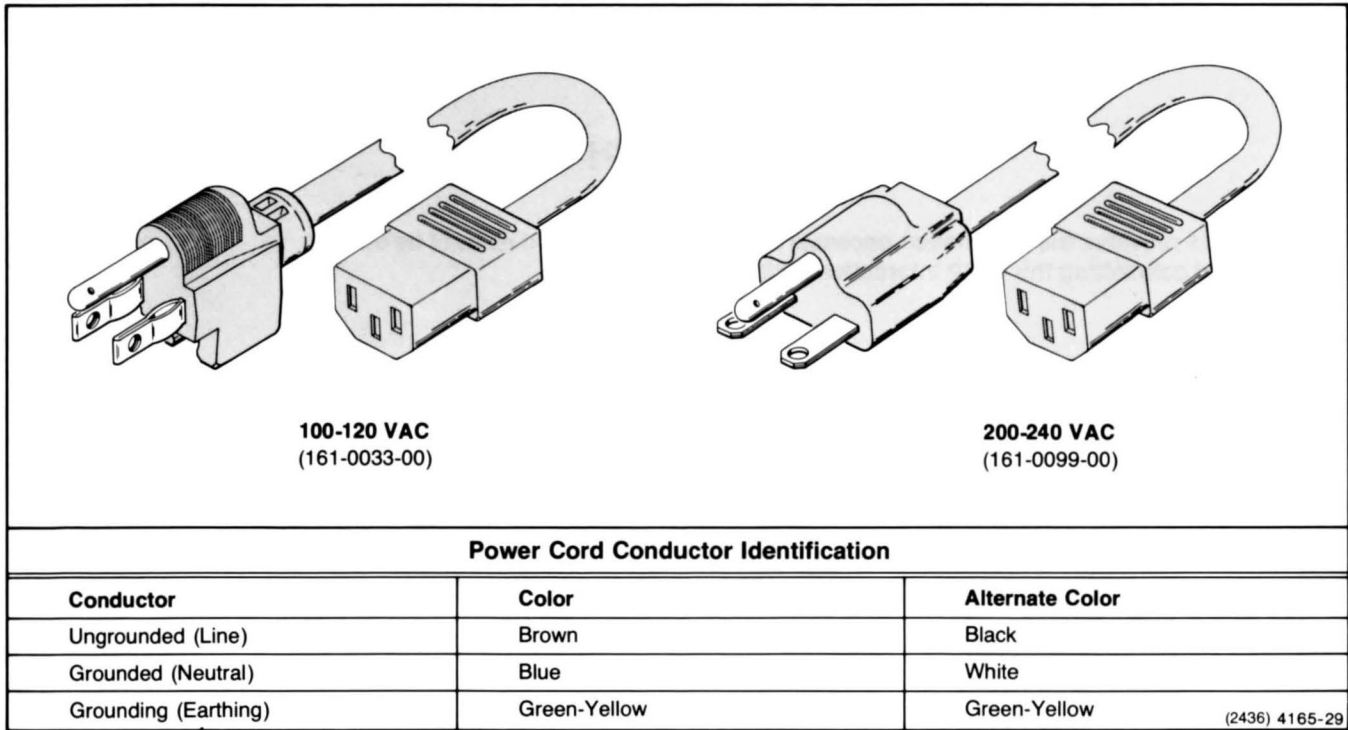 100-120 VAC
(161-0033-00)
200-240 VAC
(161-0099-00)
Power Cord Conductor Identification
Conductor Color Alternate Color
Ungrounded (Line) Brown Black
Grounded (Neutral) Blue White
Grounding (Earthing) Green-Yellow Green-Yellow
(2436) 4165-29